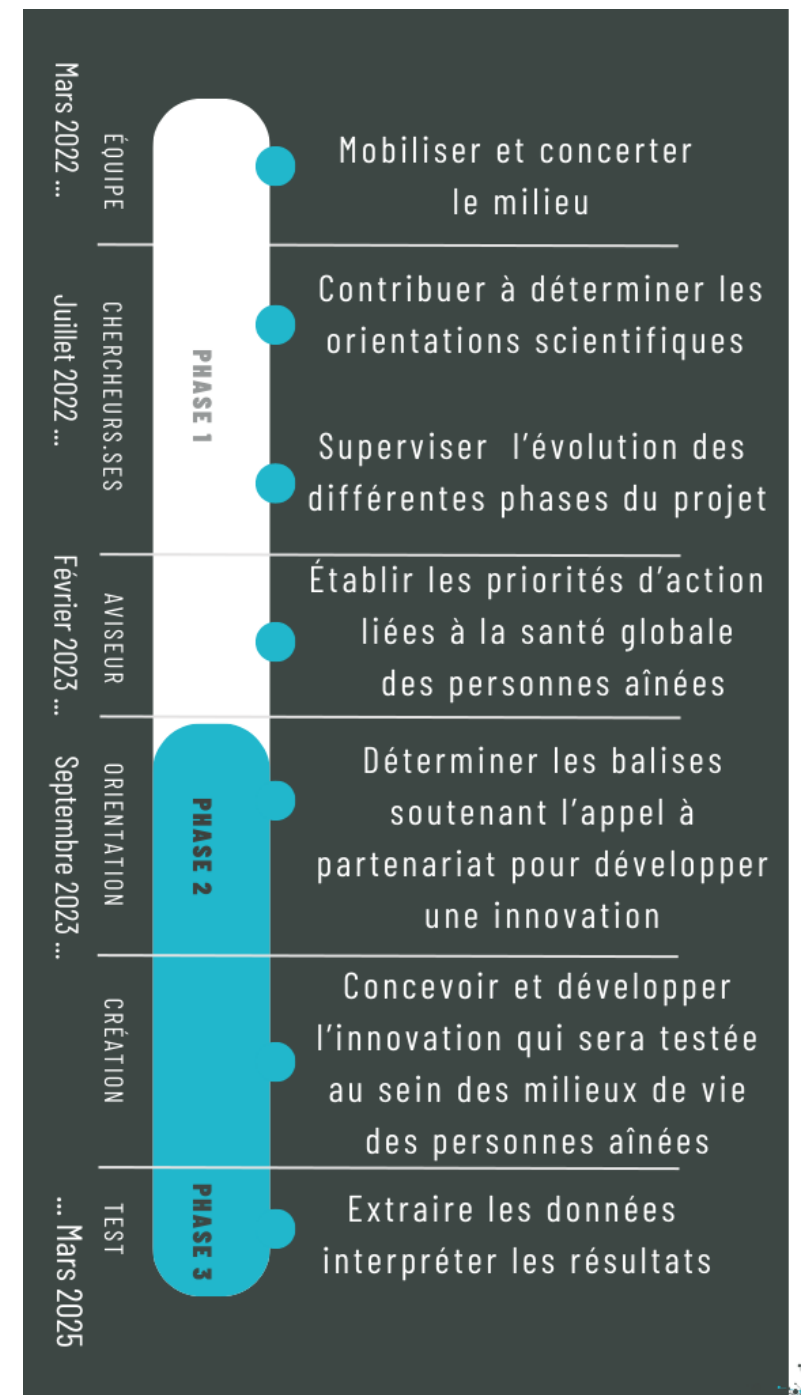 Mars 2022 ...
ÉQUIPE
Mobiliser et concerter
le milieu
Juillet 2022 ...
CHERCHEURS.SES
PHASE 1
Contribuer à déterminer les
orientations scientifiques
Superviser l'évolution des
différentes phases du projet
Février 2023 ...
AVISEUR
Établir les priorités d'action
liées à la santé globale
des personnes aînées
Septembre 2023 ...
ORIENTATION
PHASE 2
Déterminer les balises
soutenant l'appel à
partenariat pour développer
une innovation
CRÉATION
Concevoir et développer
l'innovation qui sera testée
au sein des milieux de vie
des personnes aînées
... Mars 2025
TEST
PHASE 3
Extraire les données
interpréter les résultats